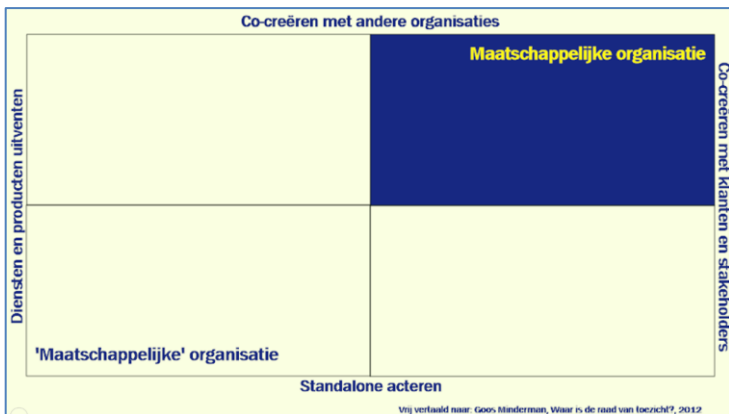 Co-creëren met andere organisaties
Maatschappelijke organisatie
Diensten en producten uitventen
Co-creëren met klanten en stakeholders
'Maatschappelijke' organisatie
Standalone acteren
Vrij vertaald naar: Goos Minderman, Waar is de raad van toezicht?, 2012